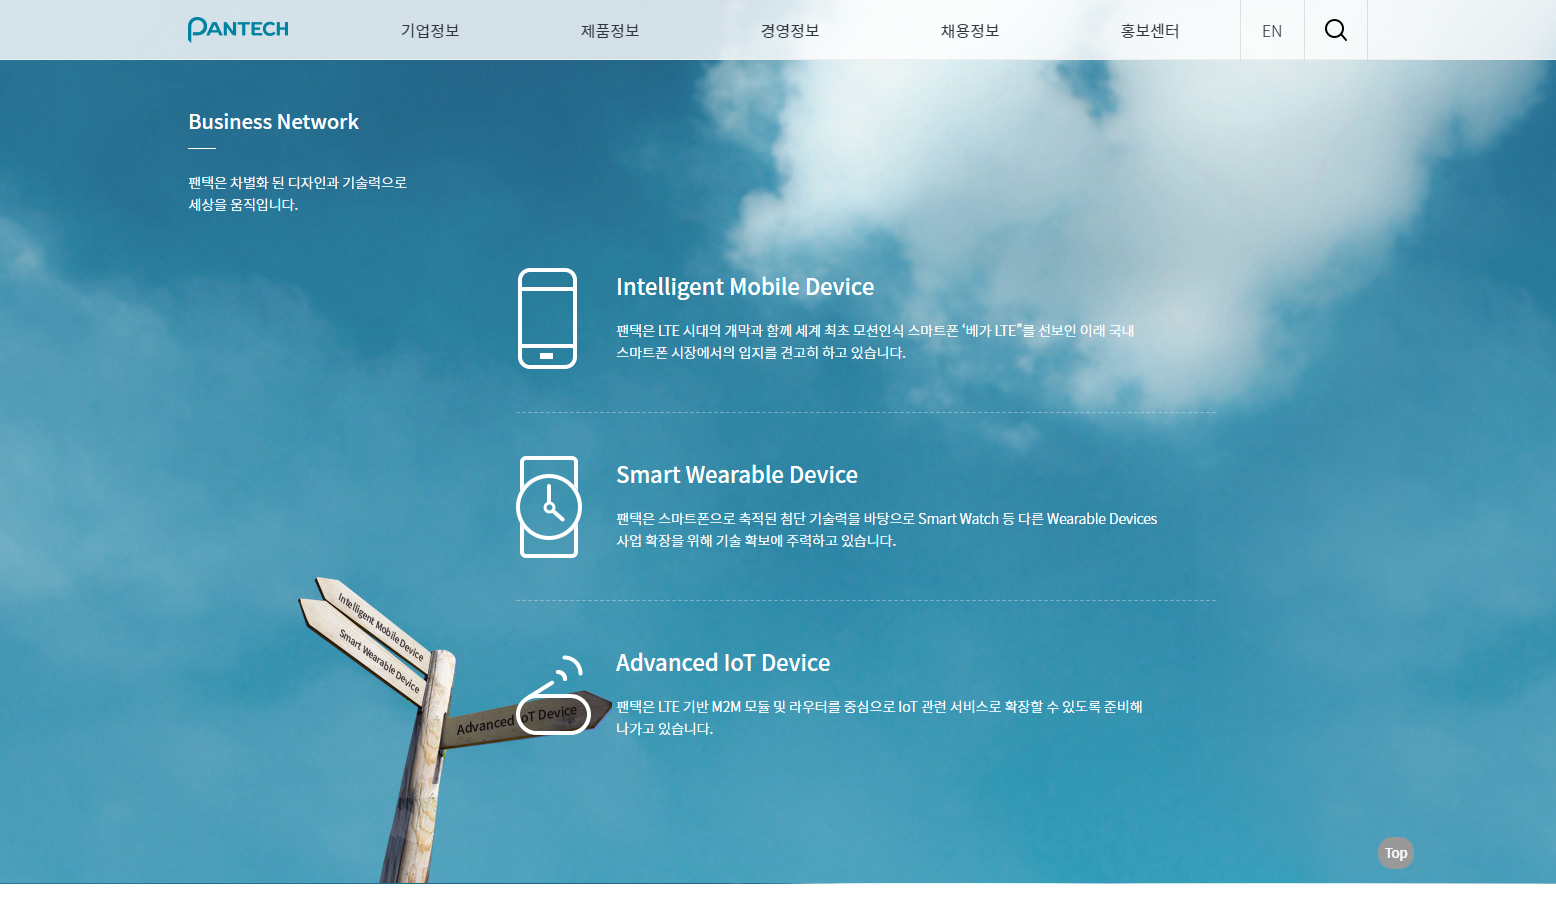 PANTECH
기업정보
제품정보
경영정보
채용정보
홍보센터
EN
Business Network
팬택은 차별화 된 디자인과 기술력으로
세상을 움직입니다.
Intelligent Mobile Device
팬택은 LTE 시대의 개막과 함께 세계 최초 모션인식 스마트폰 ‘베가 LTE”를 선보인 이래 국내
스마트폰 시장에서의 입지를 견고히 하고 있습니다.
Smart Wearable Device
팬택은 스마트폰으로 축적된 첨단 기술력을 바탕으로 Smart Watch 등 다른 Wearable Devices
사업 확장을 위해 기술 확보에 주력하고 있습니다.
Intelligent Mobile Device
Smart Wearable Device
Advanced IoT Device
Advanced IoT Device
팬택은 LTE 기반 M2M 모듈 및 라우터를 중심으로 IoT 관련 서비스로 확장할 수 있도록 준비해
나가고 있습니다.
Top